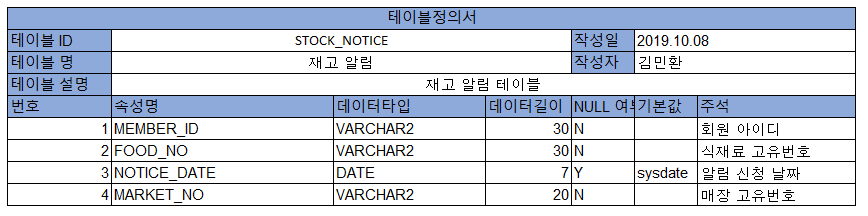 테이블정의서
테이블 ID STOCK_NOTICE 작성일 2019.10.08
테이블 명 재고 알림 작성자 김민환
테이블 설명 재고 알림 테이블
번호 속성명 데이터타입 데이터길이 NULL 여부 기본값 주석
1 MEMBER_ID VARCHAR2 30 N 회원 아이디
2 FOOD_NO VARCHAR2 30 N 식재료 고유번호
3 NOTICE_DATE DATE 7 Y sysdate 알림 신청 날짜
4 MARKET_NO VARCHAR2 20 N 매장 고유번호